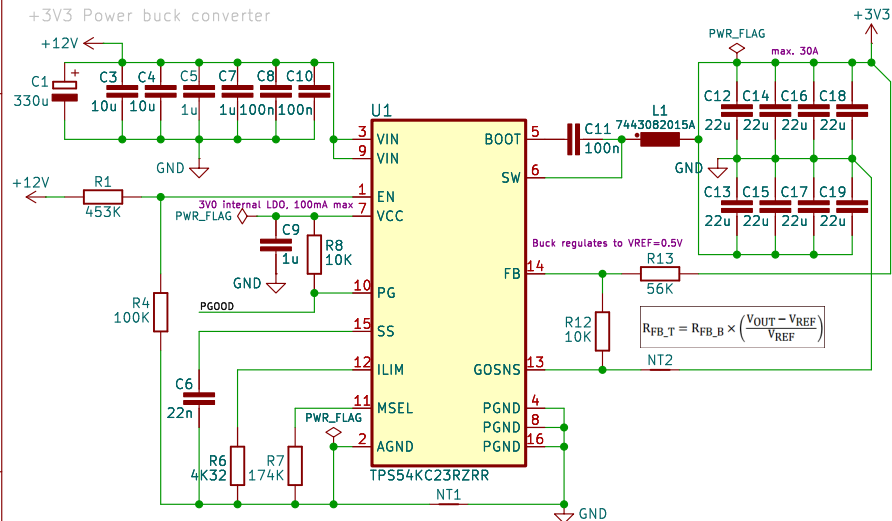 +3V3 Power buck converter
+12V
C1
330u
C3
10u
C4
10u
C5
1u
C7
1u
C8
100n
C10
100n
GND
+12V
R1
453K
3V0 internal LDO, 100mA max
PWR_FLAG
C9
1u
GND
R8
10K
PGOOD
R4
100K
C6
22n
R6
4K32
R7
174K
PWR_FLAG
NT1
GND
U1
3 VIN
9 VIN
1 EN
7 VCC
10 PG
15 SS
12 ILIM
11 MSEL
2 AGND
BOOT 5
SW 6
FB 14
GOSNS 13
PGND 4
PGND 8
PGND 16
TPS54KC23RZRR
C11
100n
L1
7443082015A
PWR_FLAG
max. 30A
+3V3
C12
22u
C14
22u
C16
22u
C18
22u
GND
C13
22u
C15
22u
C17
22u
C19
22u
Buck regulates to VREF=0.5V
R13
56K
R12
10K
R_FB_T = R_FB_B × (V_OUT − V_REF / V_REF)
NT2